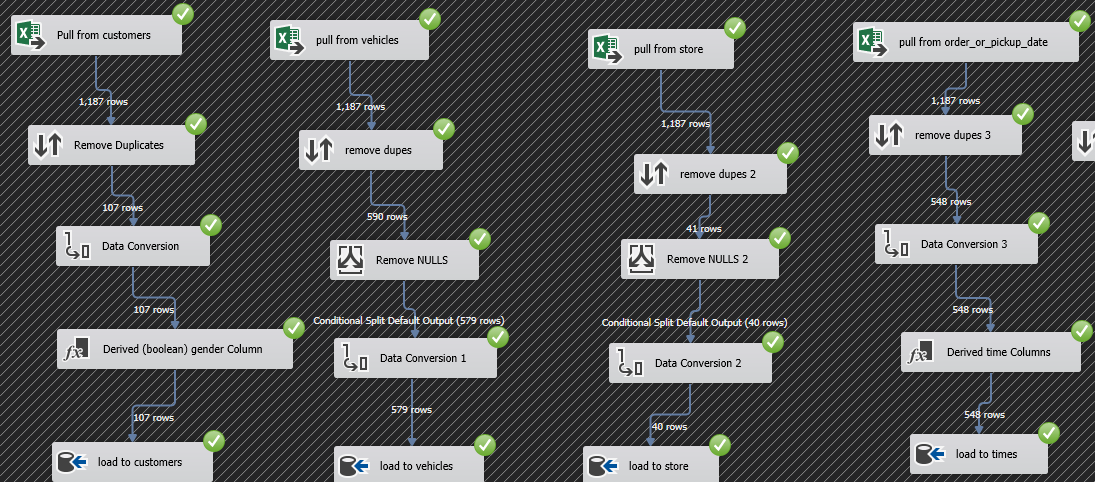 Pull from customers
1,187 rows
Remove Duplicates
107 rows
Data Conversion
107 rows
Derived (boolean) gender Column
107 rows
load to customers
pull from vehicles
1,187 rows
remove dupes
590 rows
Remove NULLS
Conditional Split Default Output (579 rows)
Data Conversion 1
579 rows
load to vehicles
pull from store
1,187 rows
remove dupes 2
41 rows
Remove NULLS 2
Conditional Split Default Output (40 rows)
Data Conversion 2
40 rows
load to store
pull from order_or_pickup_date
1,187 rows
remove dupes 3
548 rows
Data Conversion 3
548 rows
Derived time Columns
548 rows
load to times